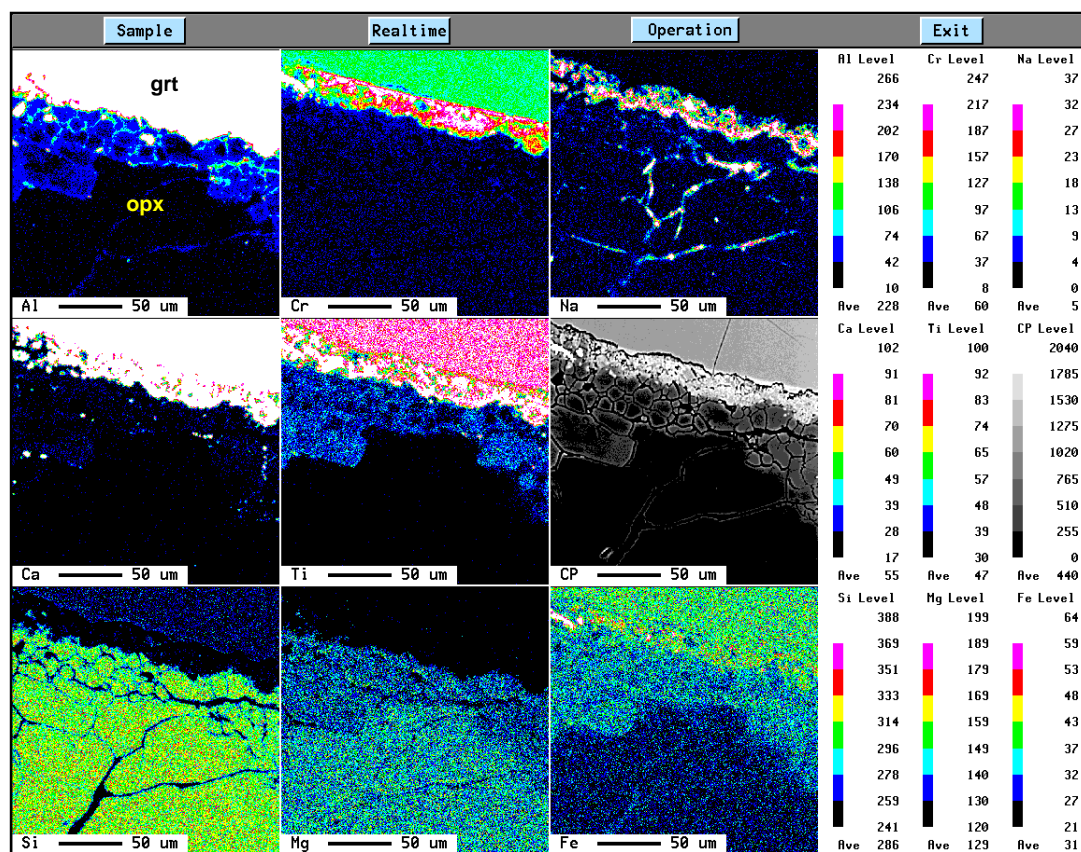 Sample Realtime Operation Exit
grt
opx
Al 50 um
Cr 50 um
Na 50 um
Al Level Cr Level Na Level
266 247 37
234 217 32
202 187 27
170 157 23
138 127 18
106 97 13
74 67 9
42 37 4
10 8 0
Ave 228 Ave 60 Ave 5
Ca 50 um
Ti 50 um
CP 50 um
Ca Level Ti Level CP Level
102 100 2040
91 92 1785
81 83 1530
70 74 1275
60 65 1020
49 57 765
39 48 510
28 39 255
17 30 0
Ave 55 Ave 47 Ave 440
Si 50 um
Mg 50 um
Fe 50 um
Si Level Mg Level Fe Level
388 199 64
369 189 59
351 179 53
333 169 48
314 159 43
296 149 37
278 140 32
259 130 27
241 120 21
Ave 286 Ave 129 Ave 31